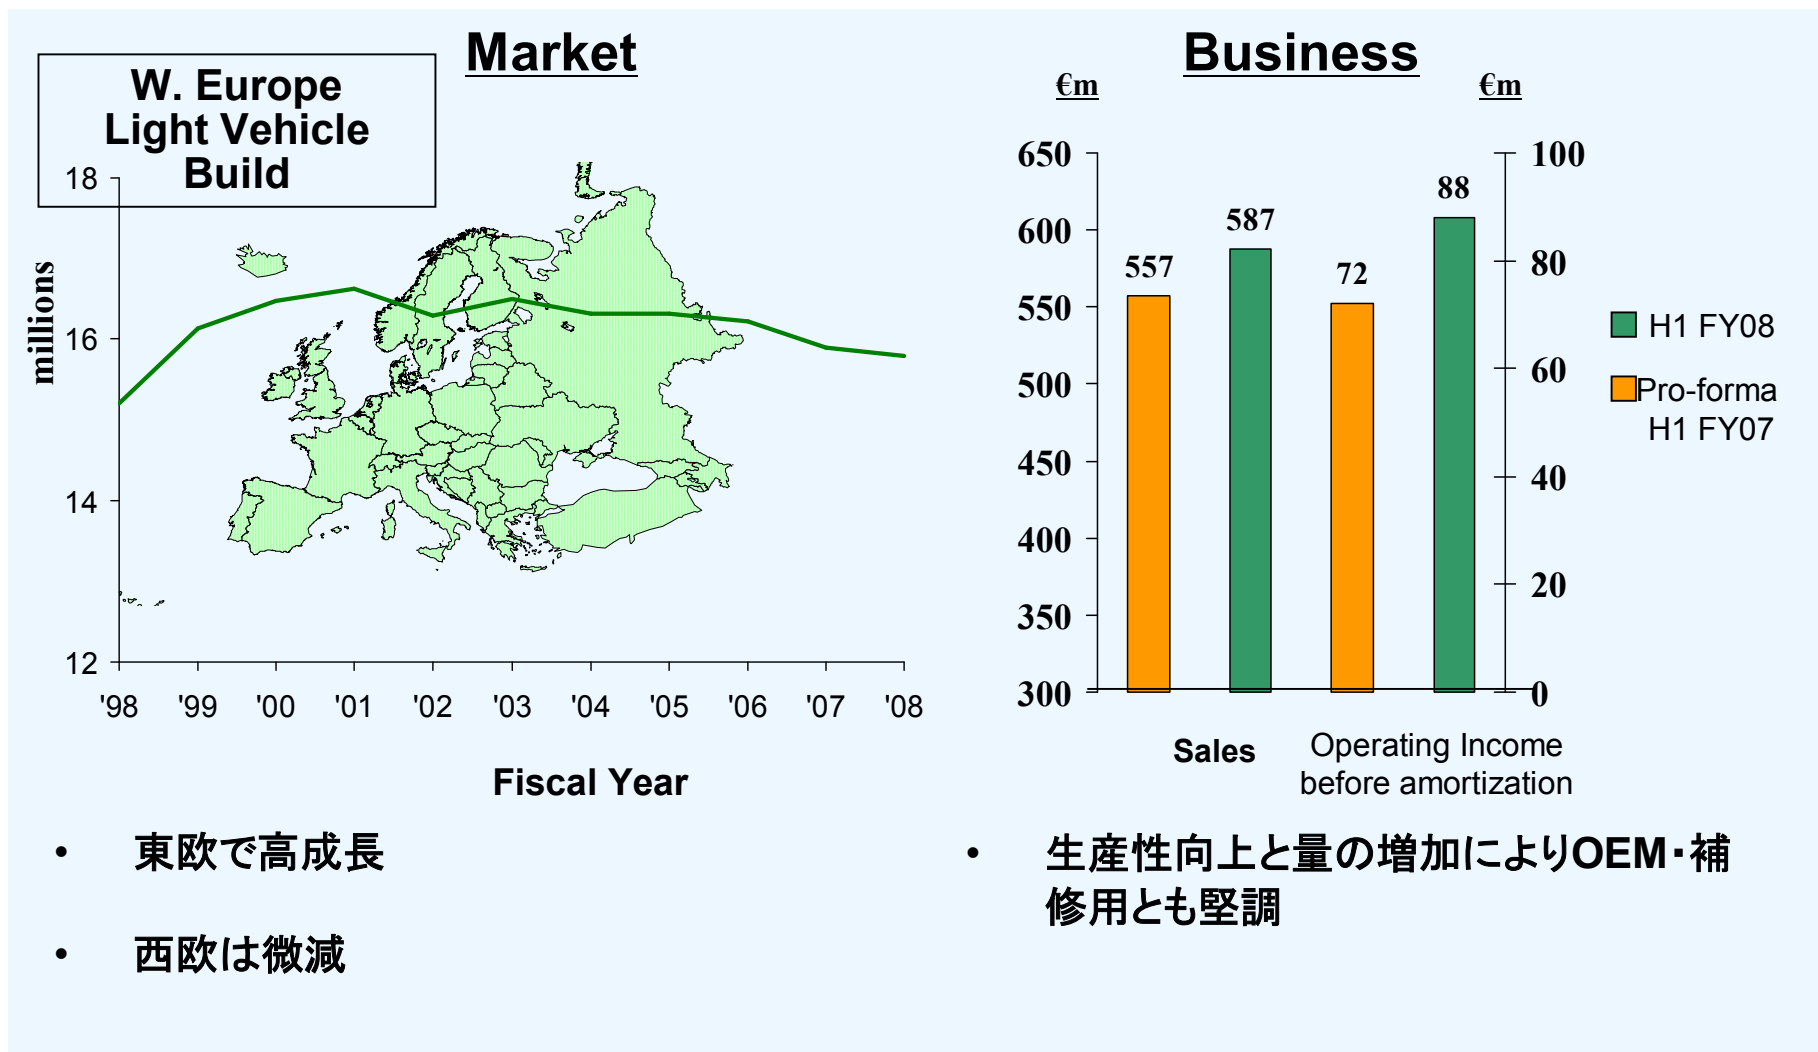 Market
W. Europe
Light Vehicle
Build
millions
18
16
14
12
'98 '99 '00 '01 '02 '03 '04 '05 '06 '07 '08
Fiscal Year
• 東欧で高成長
• 西欧は微減
Business
€m €m
650
600
550
500
450
400
350
300
100
80
60
40
20
0
557
587
72
88
H1 FY08
Pro-forma
H1 FY07
Sales
Operating Income
before amortization
• 生産性向上と量の増加によりOEM・補
修用とも堅調